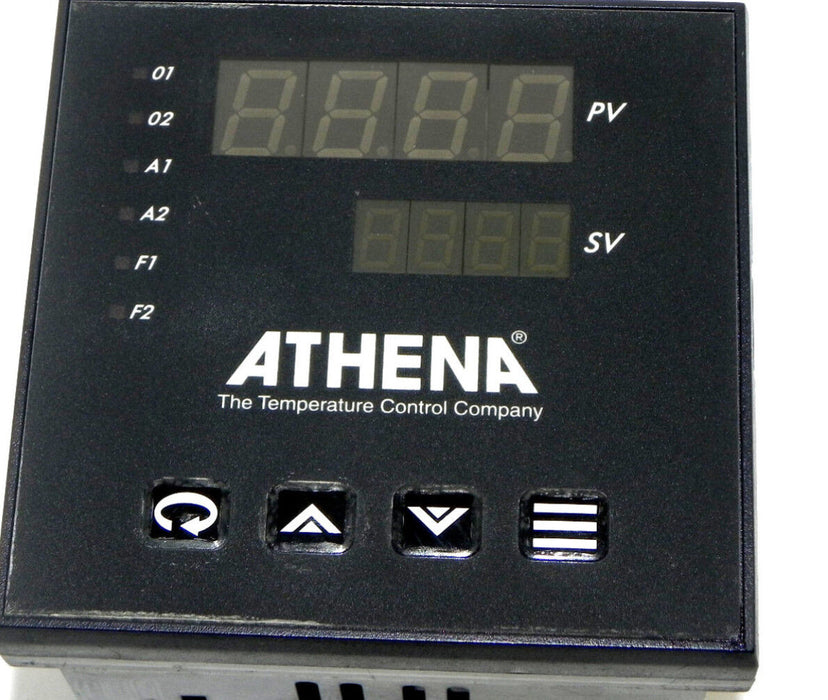 O1
O2
A1
A2
F1
F2
PV
SV
ATHENA®
The Temperature Control Company